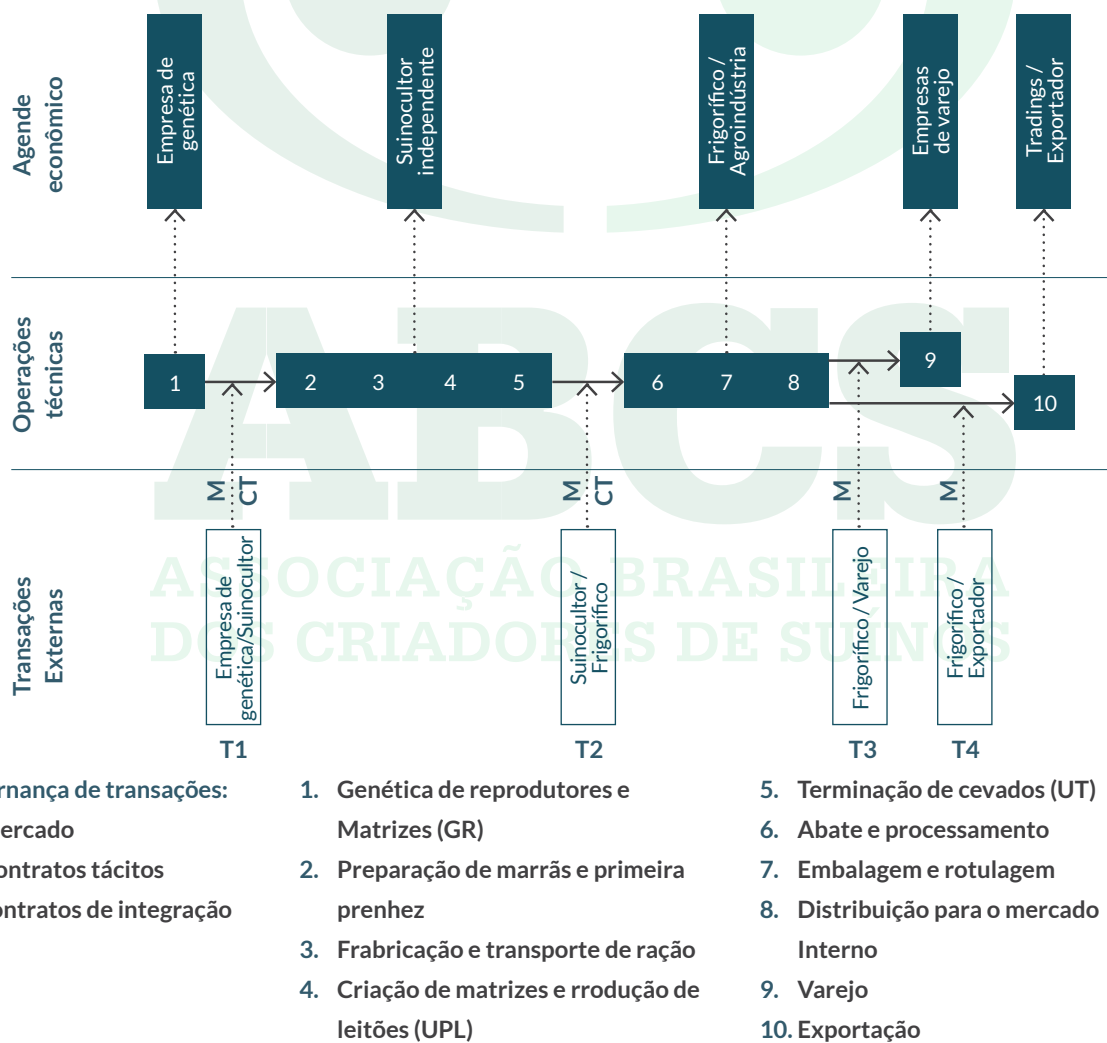 Agende
econômico
Empresa de
genética
Suinocultor
independente
Frigorífico /
Agroindústria
Empresas
de varejo
Tradings /
Exportador
Operações
técnicas
1
2
3
4
5
6
7
8
9
10
M
CT
M
CT
M
M
Transações
Externas
Empresa de
genética/Suinocultor
Suinocultor /
Frigorífico
Frigorífico / Varejo
Frigorífico /
Exportador
T1
T2
T3
T4
ABCS
ASSOCIAÇÃO BRASILEIRA
DOS CRIADORES DE SUÍNOS
rnança de transações:
ercado
ontratos tácitos
ontratos de integração
1. Genética de reprodutores e
Matrizes (GR)
2. Preparação de marrãs e primeira
prenhez
3. Frabricação e transporte de ração
4. Criação de matrizes e rrodução de
leitões (UPL)
5. Terminação de cevados (UT)
6. Abate e processamento
7. Embalagem e rotulagem
8. Distribuição para o mercado
Interno
9. Varejo
10. Exportação